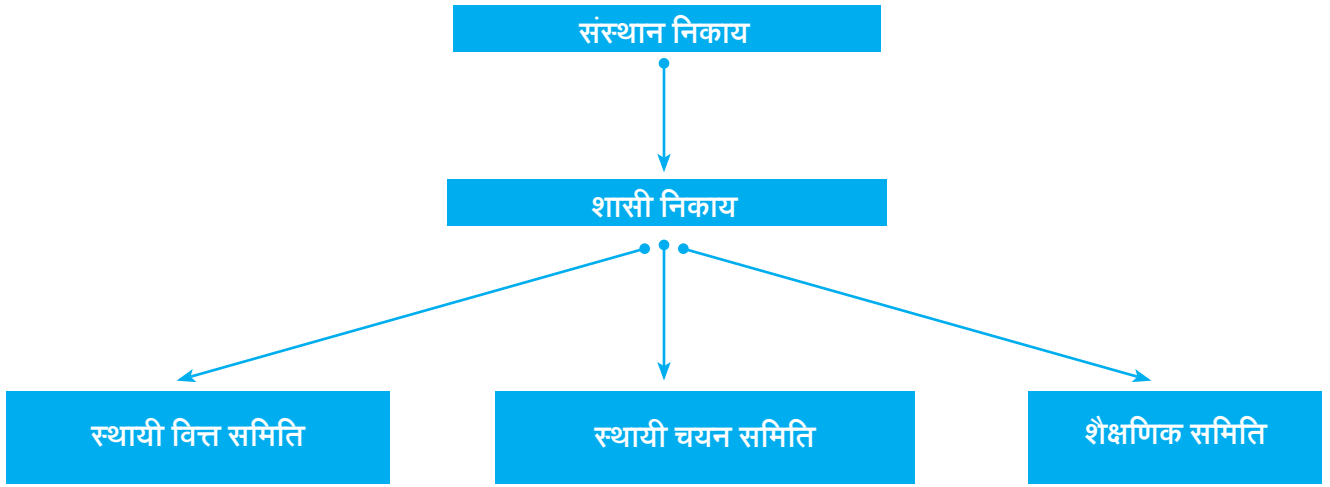 संस्थान निकाय
शासी निकाय
स्थायी वित्त समिति
स्थायी चयन समिति
शैक्षणिक समिति